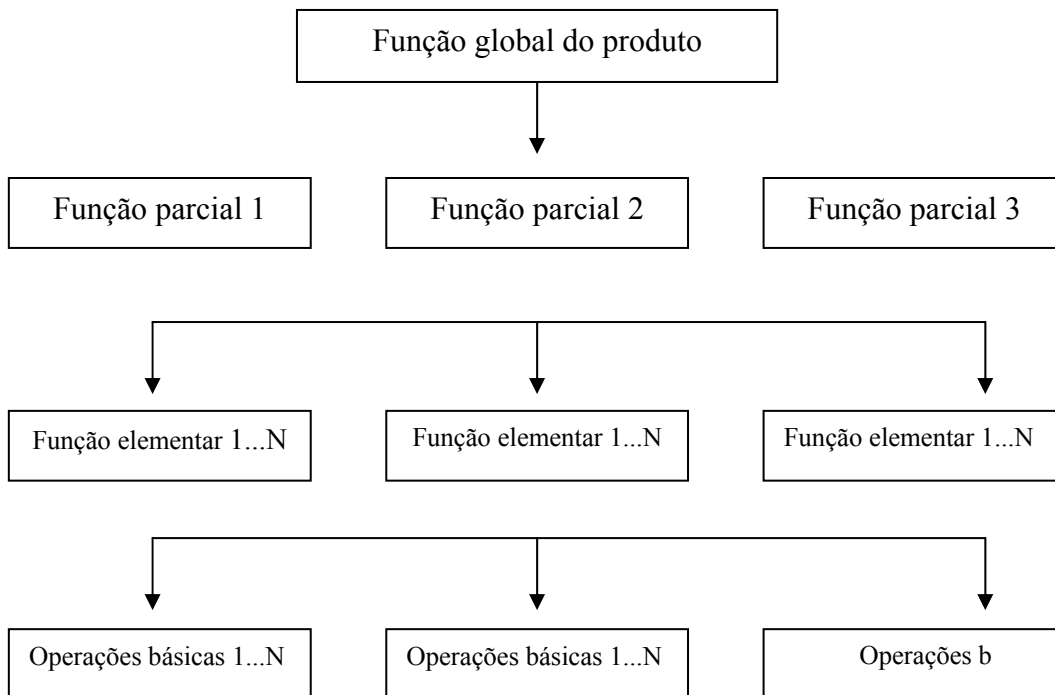 Função global do produto
Função parcial 1
Função parcial 2
Função parcial 3
Função elementar 1...N
Função elementar 1...N
Função elementar 1...N
Operações básicas 1...N
Operações básicas 1...N
Operações b